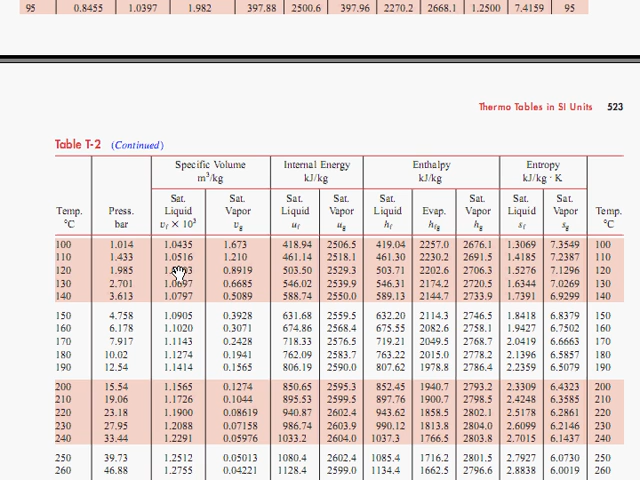 95 0.8455 1.0397 1.982 397.88 2500.6 397.96 2270.2 2668.1 1.2500 7.4159 95
Thermo Tables in SI Units 523
Table T-2 (Continued)
Specific Volume Internal Energy Enthalpy Entropy
m³/kg kJ/kg kJ/kg kJ/kg · K
Sat. Sat. Sat. Sat. Sat. Sat. Sat. Sat.
Temp. Press. Liquid Vapor Liquid Vapor Liquid Evap. Vapor Liquid Vapor Temp.
°C bar vf × 10³ vg uf ug hf hfg hg sf sg °C
100 1.014 1.0435 1.673 418.94 2506.5 419.04 2257.0 2676.1 1.3069 7.3549 100
110 1.433 1.0516 1.210 461.14 2518.1 461.30 2230.2 2691.5 1.4185 7.2387 110
120 1.985 0.8919 503.50 2529.3 503.71 2202.6 2706.3 1.5276 7.1296 120
130 2.701 1.0697 0.6685 546.02 2539.9 546.31 2174.2 2720.5 1.6344 7.0269 130
140 3.613 1.0797 0.5089 588.74 2550.0 589.13 2144.7 2733.9 1.7391 6.9299 140
150 4.758 1.0905 0.3928 631.68 2559.5 632.20 2114.3 2746.5 1.8418 6.8379 150
160 6.178 1.1020 0.3071 674.86 2568.4 675.55 2082.6 2758.1 1.9427 6.7502 160
170 7.917 1.1143 0.2428 718.33 2576.5 719.21 2049.5 2768.7 2.0419 6.6663 170
180 10.02 1.1274 0.1941 762.09 2583.7 763.22 2015.0 2778.2 2.1396 6.5857 180
190 12.54 1.1414 0.1565 806.19 2590.0 807.62 1978.8 2786.4 2.2359 6.5079 190
200 15.54 1.1565 0.1274 850.65 2595.3 852.45 1940.7 2793.2 2.3309 6.4323 200
210 19.06 1.1726 0.1044 895.53 2599.5 897.76 1900.7 2798.5 2.4248 6.3585 210
220 23.18 1.1900 0.08619 940.87 2602.4 943.62 1858.5 2802.1 2.5178 6.2861 220
230 27.95 1.2088 0.07158 986.74 2603.9 990.12 1813.8 2804.0 2.6099 6.2146 230
240 33.44 1.2291 0.05976 1033.2 2604.0 1037.3 1766.5 2803.8 2.7015 6.1437 240
250 39.73 1.2512 0.05013 1080.4 2602.4 1085.4 1716.2 2801.5 2.7927 6.0730 250
260 46.88 1.2755 0.04221 1128.4 2599.0 1134.4 1662.5 2796.6 2.8838 6.0019 260